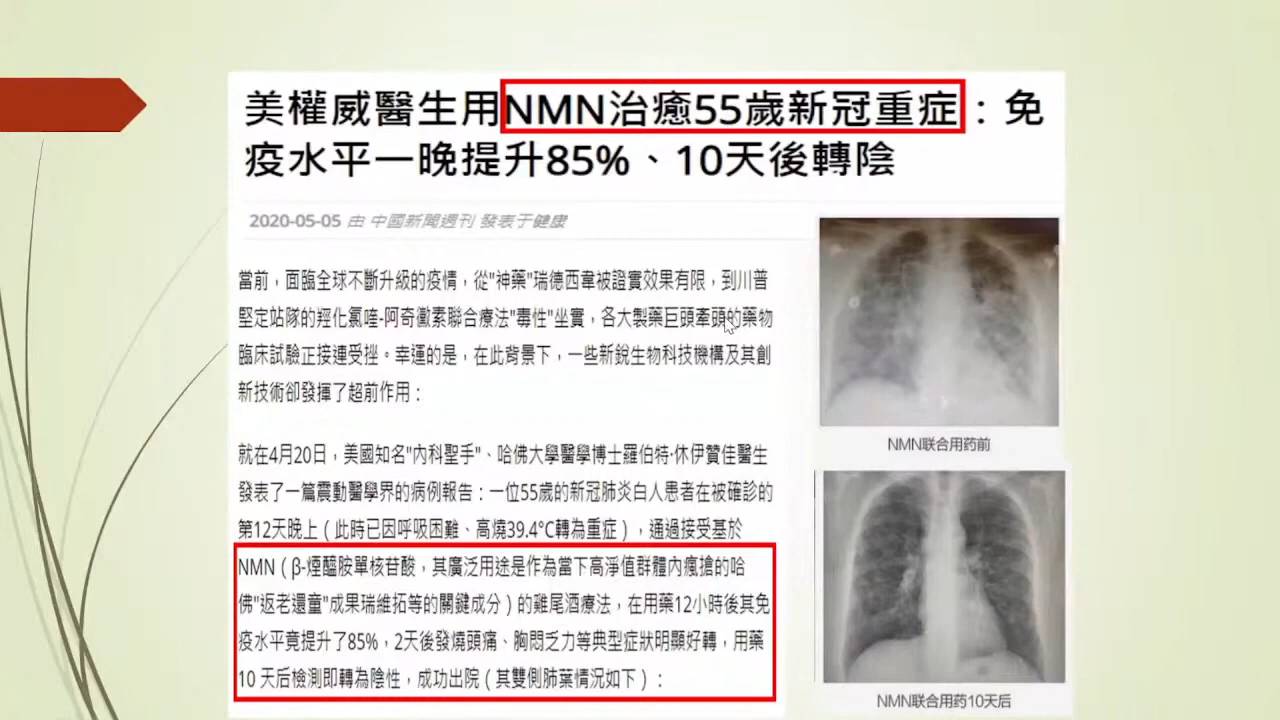 美權威醫生用NMN治癒55歲新冠重症：免
疫水平一晚提升85%、10天後轉陰
2020-05-05 由 中國新聞週刊 發表于健康
當前，面臨全球不斷升級的疫情，從"神藥"瑞德西韋被證實效果有限，到川普
堅定站隊的羥化氯喹-阿奇黴素聯合療法"毒性"坐實，各大製藥巨頭牽頭的藥物
臨床試驗正接連受挫。幸運的是，在此背景下，一些新銳生物科技機構及其創
新技術卻發揮了超前作用：
就在4月20日，美國知名"內科聖手"、哈佛大學醫學博士羅伯特·休伊贊佳醫生
發表了一篇震動醫學界的病例報告：一位55歲的新冠肺炎白人患者在被確診的
第12天晚上（此時已因呼吸困難、高燒39.4°C轉為重症），通過接受基於
NMN（β-煙醯胺單核苷酸，其廣泛用途是作為當下高淨值群體內瘋搶的哈
佛"返老還童"成果瑞維拓等的關鍵成分）的雞尾酒療法，在用藥12小時後其免
疫水平竟提升了85%，2天後發燒頭痛、胸悶乏力等典型症狀明顯好轉，用藥
10 天后檢測即轉為陰性，成功出院（其雙側肺葉情況如下）：
NMN联合用药前
NMN联合用药10天后